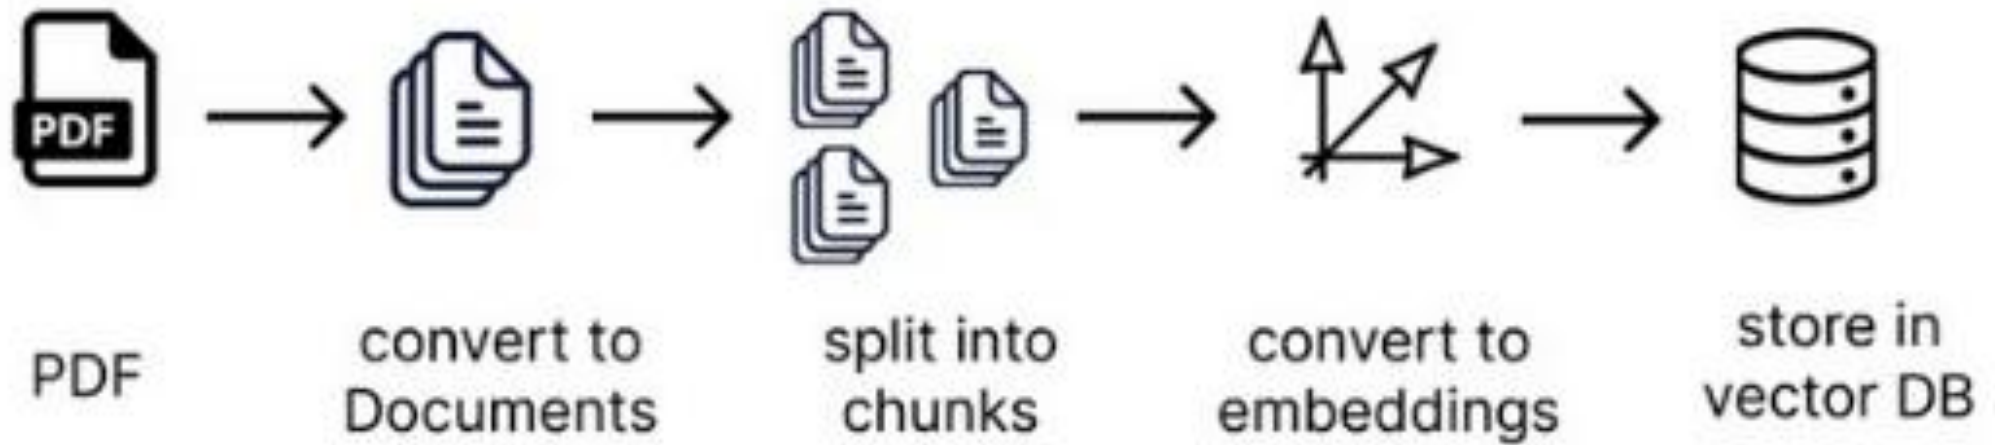 PDF
PDF
convert to
Documents
split into
chunks
convert to
embeddings
store in
vector DB